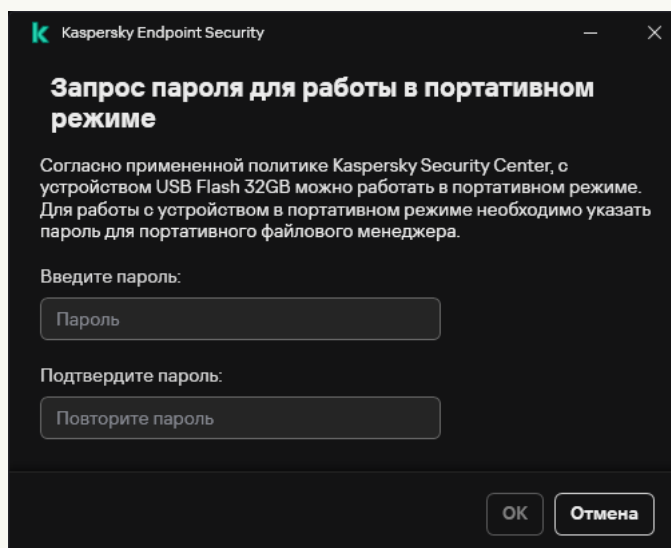 Kaspersky Endpoint Security
Запрос пароля для работы в портативном
режиме
Согласно примененной политике Kaspersky Security Center, с
устройством USB Flash 32GB можно работать в портативном режиме.
Для работы с устройством в портативном режиме необходимо указать
пароль для портативного файлового менеджера.
Введите пароль:
Пароль
Подтвердите пароль:
Повторите пароль
OK
Отмена